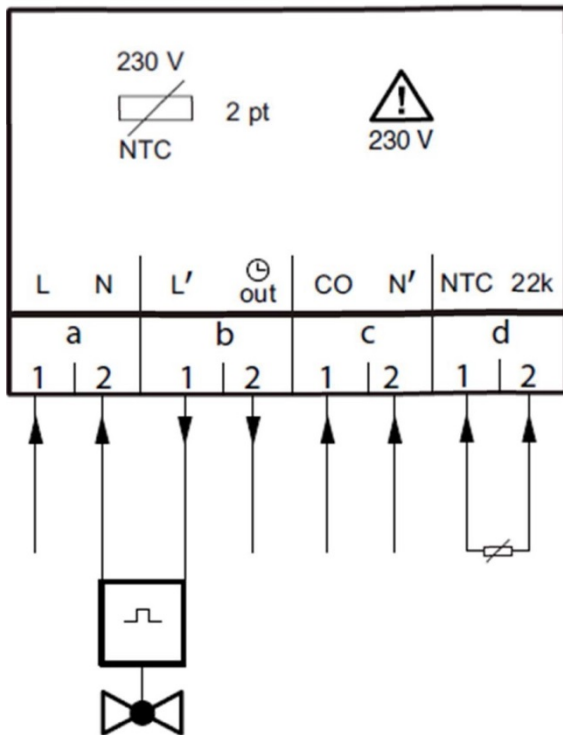 230 V
2 pt
NTC
!
230 V
L N L′ out CO N′ NTC 22k
a b c d
1 2 1 2 1 2 1 2